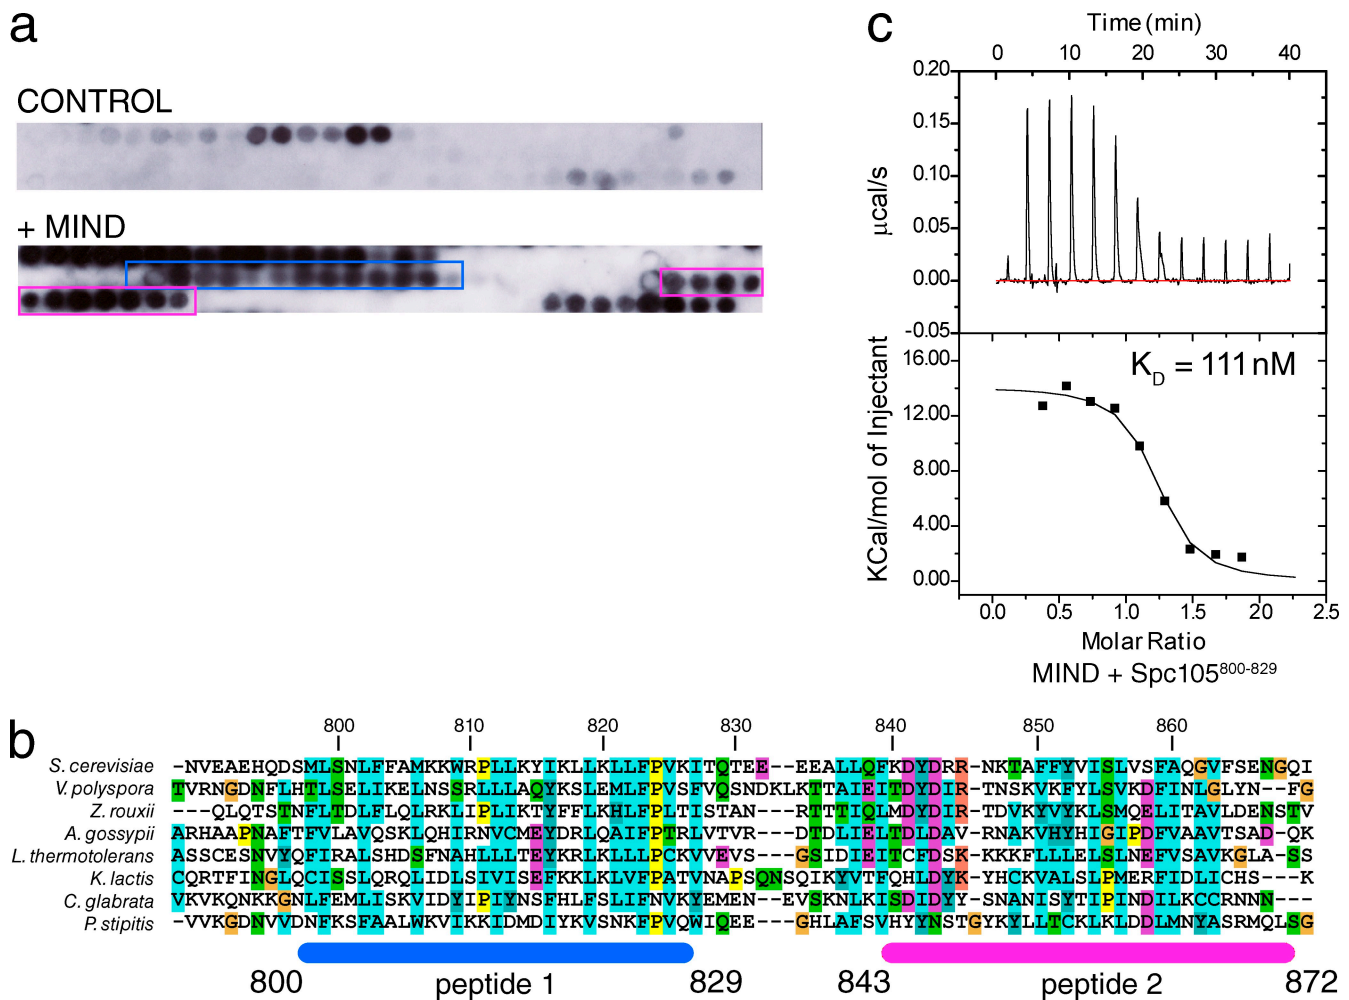 a
CONTROL
+ MIND
c
Time (min)
0 10 20 30 40
0.20
0.15
0.10
0.05
0.00
-0.05
μcal/s
KD = 111 nM
16.00
12.00
8.00
4.00
0.00
KCal/mol of Injectant
0.0 0.5 1.0 1.5 20 2.5
Molar Ratio
MIND + Spc105800-829
b
800 810 820 830 840 850 860
S. cerevisiae -NVEAEHQDSMLSNLFFAMKKWRPLLKYIKLLKLLFPVKITQTEE--EEALLQFKDYDRR-NKTAFFYVISLVSFAQGVFSENGQI
V. polyspora TVRNGDNFLHTLSELIKELNSSRLLLAQYKSLEMLFPVSFVQSNDKLKTTAIEITDYDIR-TNSKVKFYLSVKDFINLGLYN--FG
Z. rouxii --QLQTSTNFLTDLFLQLRKLIPLIKTYFFLKHLFPLTISTAN---RTTIQLMDYDIR-TDVKVYVKLSMQELITAVLDENSTV
A. gossypii ARHAAPNAFTFVLAVQSKLQHIRNVCMEYDRLQAIFPTRLVTVR---DTDLIELTDLDAV-RNAKVHYHIGIPDFVAAVTSAD-QK
L. thermotolerans ASSCESNVYQFIRALSHDSFNAHLLLTEYKRLKLLLPCKVVEVS---GSIDIEITCFDSK-KKKFLLLELSLNEFVSAVKGLA-SS
K. lactis CQRTFINGLQCISSLQRQLIDLSIVISEFKKLKLVFPATVNAPSQNSQIKYVTFQHLDYK-YHCKVALSLPMERFIDLICHS---K
C. glabrata VKVKQNKKGNLFEMLISKVIDYIPIYNSFHLFSLIFNVKYEMEN---EVSKNLKISDIDYY-SNANISYTIPINDILKCCRNNN--
P. stipitis -VVKGDNVVDNFKSFAALWKVIKKIDMDIYKVSNKFPVQWIQEE---GHLAFSVHYYNSTGYKYLLTCKLKLDDLMNYASRMQLSG
800 peptide 1 829 843 peptide 2 872